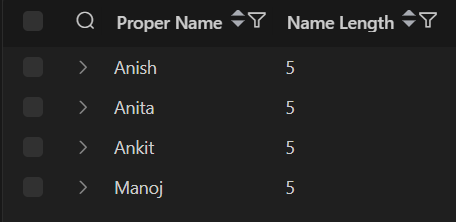 Proper Name Name Length
Anish 5
Anita 5
Ankit 5
Manoj 5